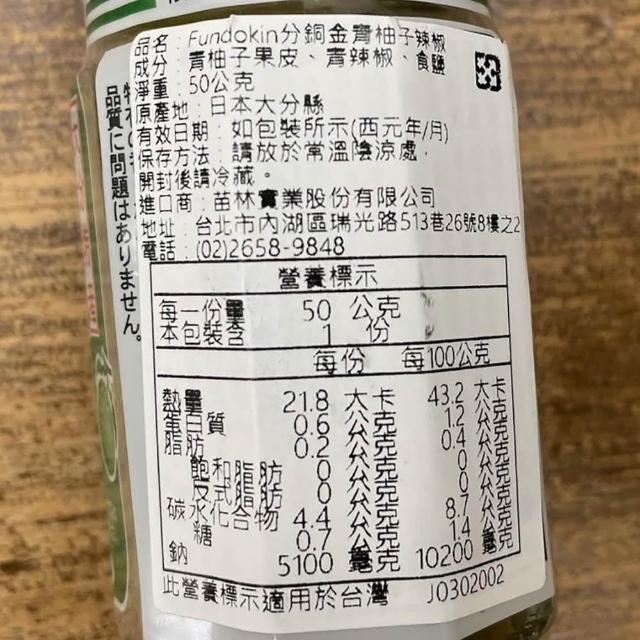 品名：Fundokin分銅金青柚子辣椒
成分：青柚子果皮、青辣椒、食鹽
淨重：50公克
原產地：日本大分縣
有效日期：如包裝所示(西元年/月)
保存方法：請放於常溫陰涼處，
開封後請冷藏。
進口商：苗林實業股份有限公司
地址：台北市內湖區瑞光路513巷26號8樓之2
電話：(02)2658-9848
營養標示
每一份量 50 公克
本包裝含 1 份
每份 每100公克
熱量 21.8 大卡 43.2 大卡
蛋白質 0.6 公克 1.2 公克
脂肪 0.2 公克 0.4 公克
飽和脂肪 0 公克 0 公克
反式脂肪 0 公克 0 公克
碳水化合物 4.4 公克 8.7 公克
糖 0.7 公克 1.4 公克
鈉 5100 毫克 10200 毫克
此營養標示適用於台灣 J0302002
品質に問題はありません。